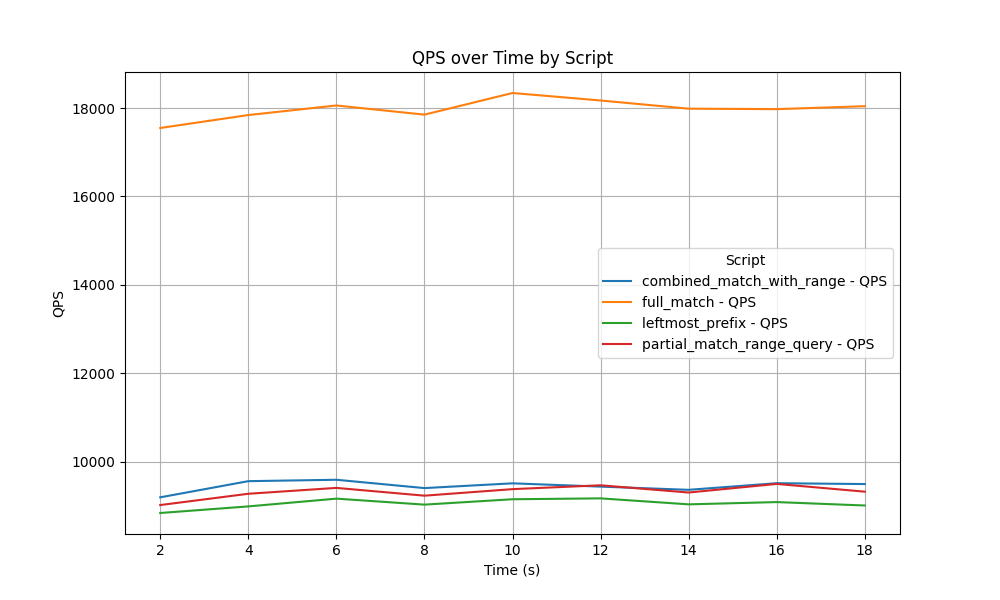 QPS over Time by Script
18000
16000
14000
12000
10000
QPS
Script
combined_match_with_range - QPS
full_match - QPS
leftmost_prefix - QPS
partial_match_range_query - QPS
2 4 6 8 10 12 14 16 18
Time (s)